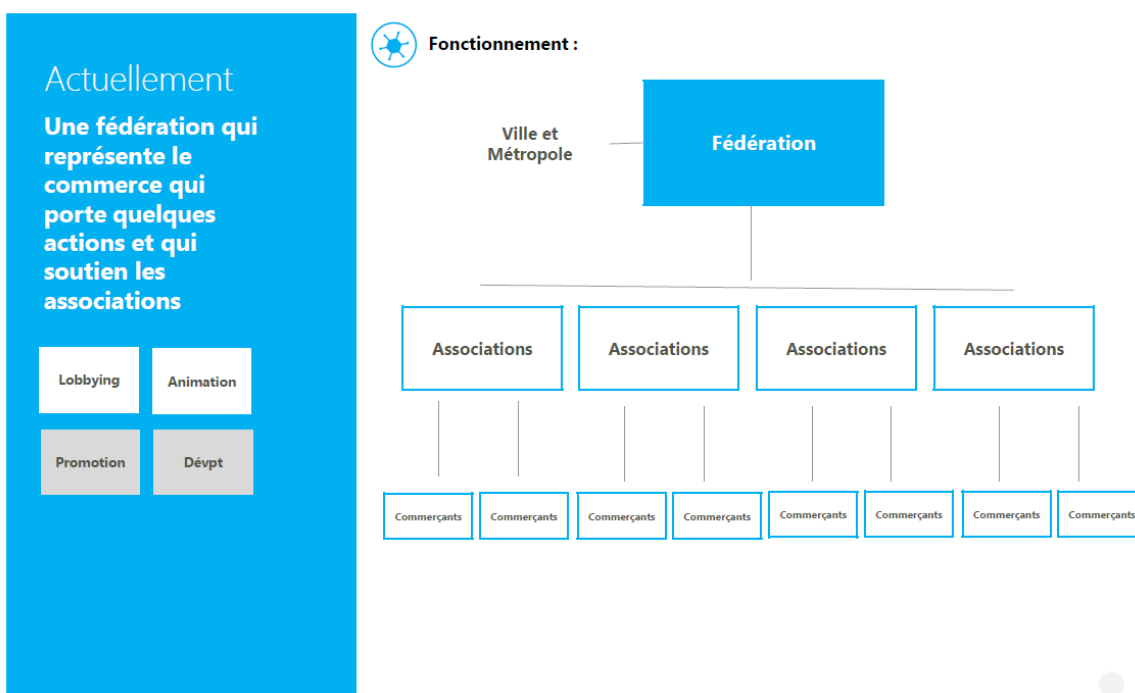 Actuellement
Une fédération qui
représente le
commerce qui
porte quelques
actions et qui
soutien les
associations
Lobbying
Animation
Promotion
Dévpt
Fonctionnement :
Ville et
Métropole
Fédération
Associations
Associations
Associations
Associations
Commerçants
Commerçants
Commerçants
Commerçants
Commerçants
Commerçants
Commerçants
Commerçants